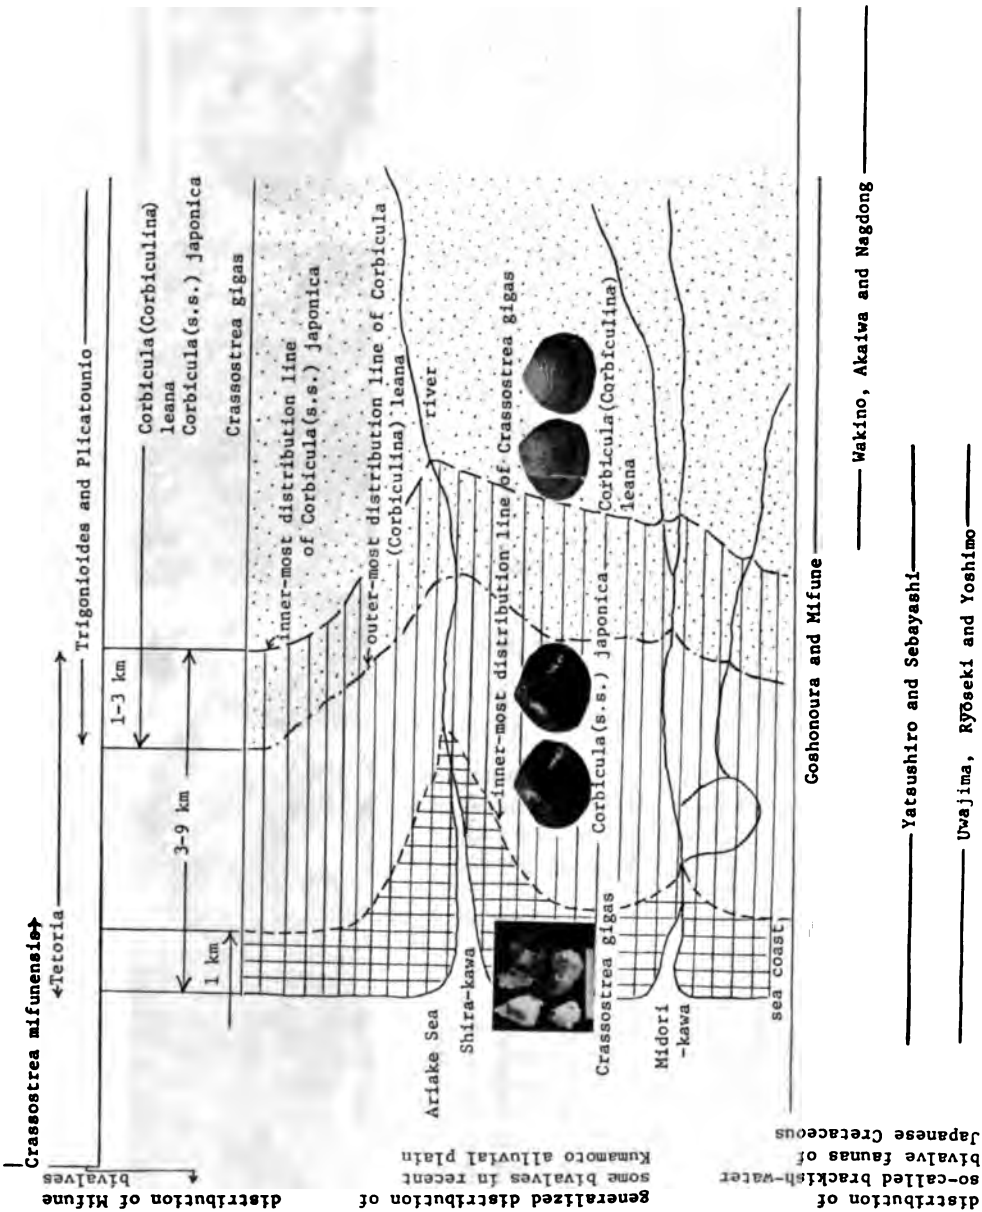 distribution of Mifune
bivalves
Crassostrea mifunensis
Tetoria
Trigonioides and Plicatounio
1-3 km
Corbicula(Corbiculina)
leana
3-9 km
Corbicula(s.s.) japonica
1 km
Crassostrea gigas
generalized distribution of
some bivalves in recent
Kumamoto alluvial plain
inner-most distribution line
of Corbicula(s.s.) japonica
outer-most distribution line of Corbicula
(Corbiculina) leana
Ariake Sea
river
Shira-kawa
inner-most distribution line of Crassostrea gigas
Crassostrea gigas
Corbicula(s.s.) japonica
Corbicula(Corbiculina)
leana
Midori
-kawa
sea coast
distribution of
so-called brackish-water
bivalve faunas of
Japanese Cretaceous
Goshonoura and Mifune
Wakino, Akaiwa and Nagdong
Yatsushiro and Sebayashi
Uwajima, Ryōseki and Yoshimo